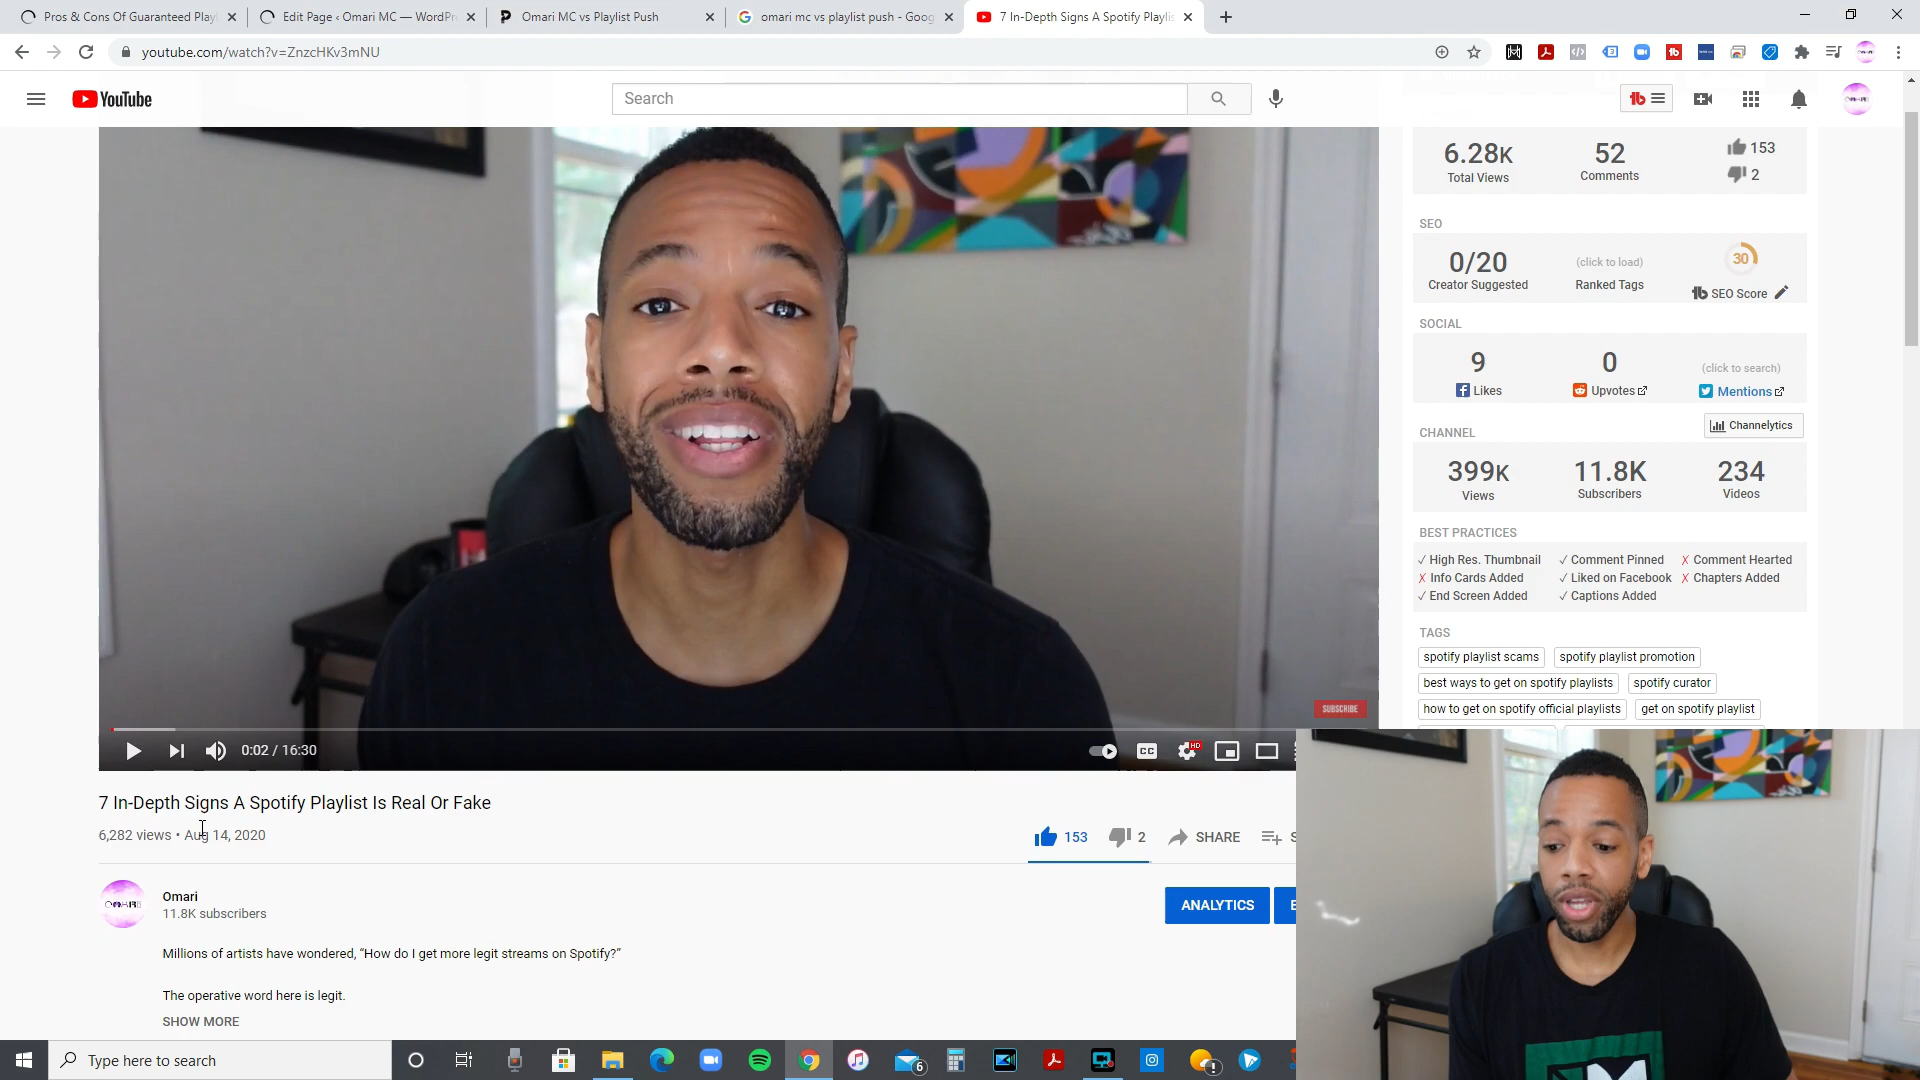 Pros & Cons Of Guaranteed Play
Edit Page ‹ Omari MC — WordPr
Omari MC vs Playlist Push
omari mc vs playlist push - Goog
7 In-Depth Signs A Spotify Playlis
youtube.com/watch?v=ZnzcHKv3mNU
YouTube
Search
6.28K
52
153
Total Views
Comments
2
SEO
0/20
(click to load)
30
Creator Suggested
Ranked Tags
SEO Score
SOCIAL
9
0
(click to search)
Likes
Upvotes
Mentions
CHANNEL
Channelytics
399K
11.8K
234
Views
Subscribers
Videos
BEST PRACTICES
✓ High Res. Thumbnail ✓ Comment Pinned ✗ Comment Hearted
✗ Info Cards Added ✓ Liked on Facebook ✗ Chapters Added
✓ End Screen Added ✓ Captions Added
TAGS
spotify playlist scams
spotify playlist promotion
best ways to get on spotify playlists
spotify curator
how to get on spotify official playlists
get on spotify playlist
SUBSCRIBE
0:02 / 16:30
CC
HD
7 In-Depth Signs A Spotify Playlist Is Real Or Fake
6,282 views • Aug 14, 2020
153
2
SHARE
S
Omari
11.8K subscribers
ANALYTICS
E
Millions of artists have wondered, “How do I get more legit streams on Spotify?”
The operative word here is legit.
SHOW MORE
Type here to search
6